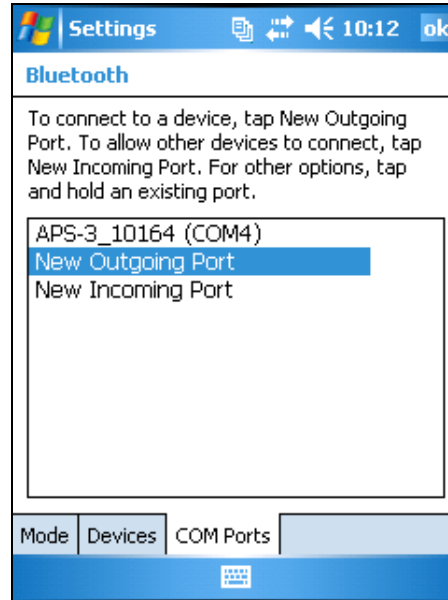 Settings 10:12 ok
Bluetooth
To connect to a device, tap New Outgoing
Port. To allow other devices to connect, tap
New Incoming Port. For other options, tap
and hold an existing port.
APS-3_10164 (COM4)
New Outgoing Port
New Incoming Port
Mode Devices COM Ports